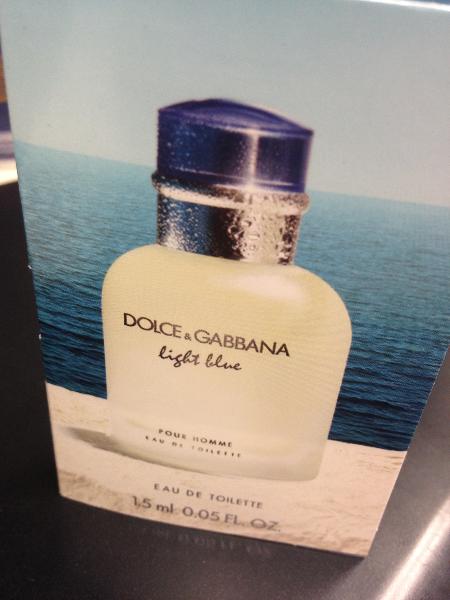 DOLCE & GABBANA
light blue
POUR HOMME
EAU DE TOILETTE
EAU DE TOILETTE
1.5 ml 0.05 FL. OZ.